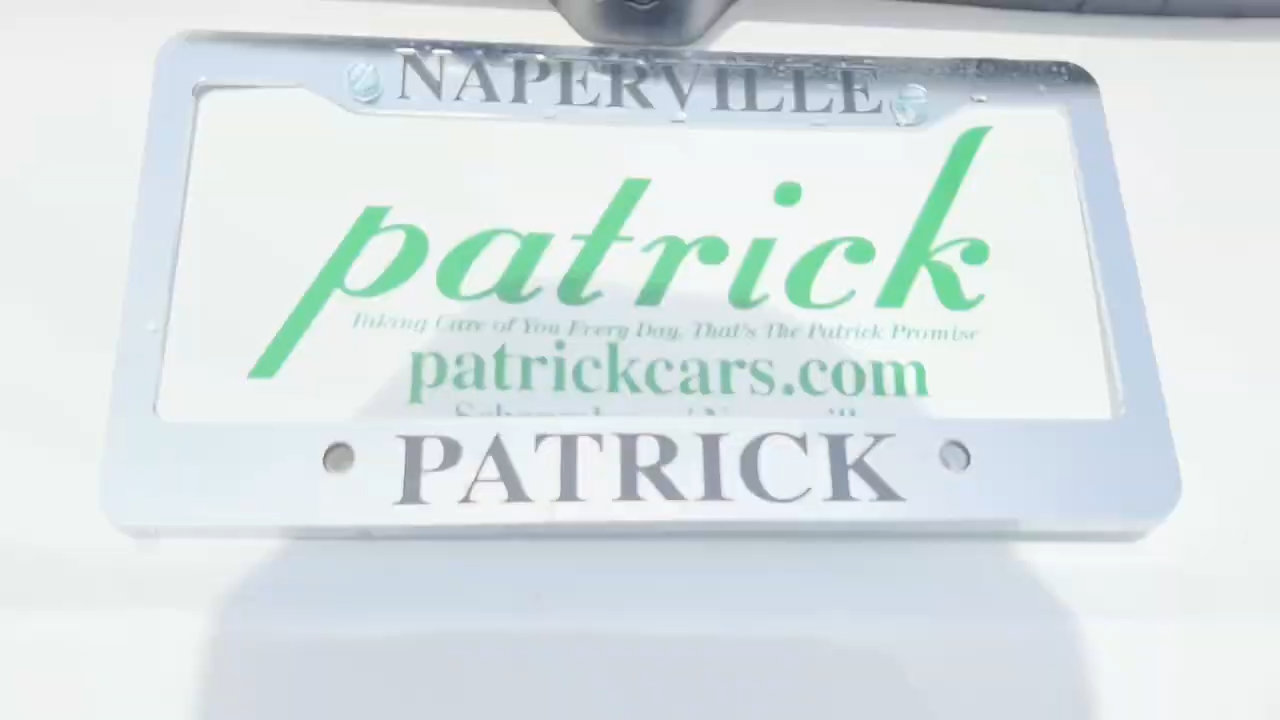 NAPERVILLE
patrick
Taking Care of You Every Day, That's The Patrick Promise
patrickcars.com
PATRICK